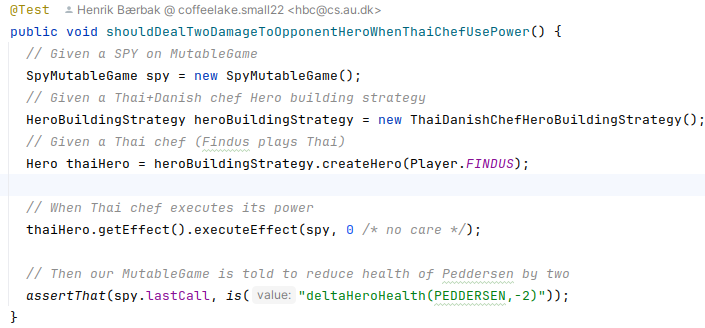 @Test Henrik Bærbak @ coffeelake.small22 <hbc@cs.au.dk>
public void shouldDealTwoDamageToOpponentHeroWhenThaiChefUsePower() {
// Given a SPY on MutableGame
SpyMutableGame spy = new SpyMutableGame();
// Given a Thai+Danish chef Hero building strategy
HeroBuildingStrategy heroBuildingStrategy = new ThaiDanishChefHeroBuildingStrategy();
// Given a Thai chef (Findus plays Thai)
Hero thaiHero = heroBuildingStrategy.createHero(Player.FINDUS);
// When Thai chef executes its power
thaiHero.getEffect().executeEffect(spy, 0 /* no care */);
// Then our MutableGame is told to reduce health of Peddersen by two
assertThat(spy.lastCall, is( value: "deltaHeroHealth(PEDDERSEN,-2)"));
}